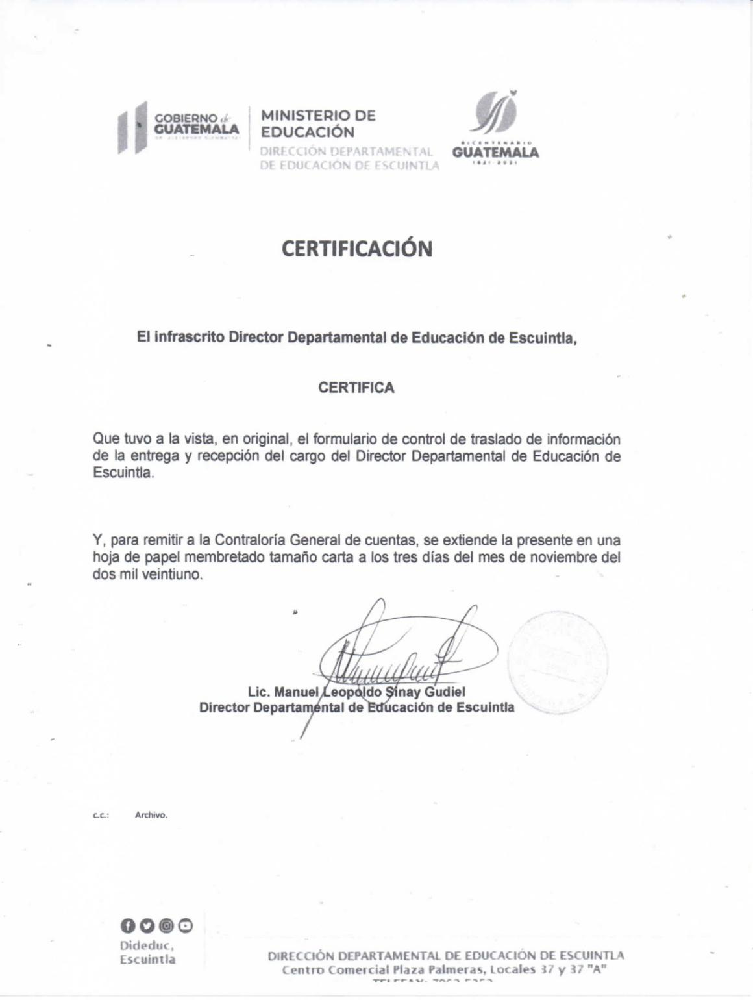 GOBIERNO de
GUATEMALA
MINISTERIO DE
EDUCACIÓN
DIRECCIÓN DEPARTAMENTAL
DE EDUCACIÓN DE ESCUINTLA
BICENTENARIO
GUATEMALA
1821-2021
CERTIFICACIÓN
El infrascrito Director Departamental de Educación de Escuintla,
CERTIFICA
Que tuvo a la vista, en original, el formulario de control de traslado de información
de la entrega y recepción del cargo del Director Departamental de Educación de
Escuintla.
Y, para remitir a la Contraloría General de cuentas, se extiende la presente en una
hoja de papel membretado tamaño carta a los tres días del mes de noviembre del
dos mil veintiuno.
Lic. Manuel Leopoldo Sinay Gudiel
Director Departamental de Educación de Escuintla
c.c.: Archivo.
Dideduc,
Escuintla
DIRECCIÓN DEPARTAMENTAL DE EDUCACIÓN DE ESCUINTLA
Centro Comercial Plaza Palmeras, Locales 37 y 37 "A"